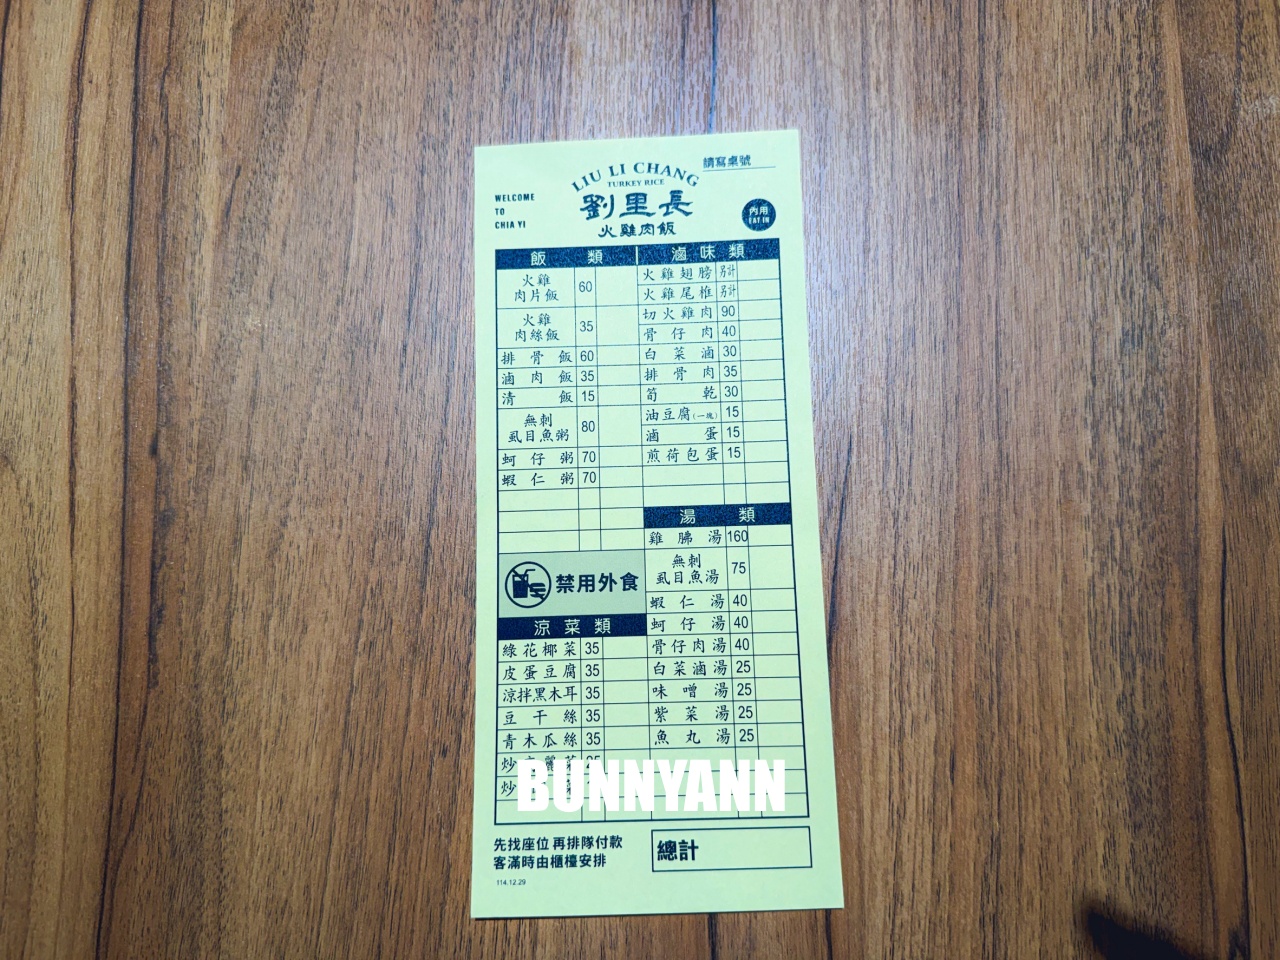 請寫桌號
LIU LI CHANG
TURKEY RICE
劉里長
火雞肉飯
WELCOME
TO
CHIA YI
內用
EAT IN
飯類
火雞
肉片飯 60
火雞
肉絲飯 35
排骨飯 60
滷肉飯 35
清飯 15
無刺
虱目魚粥 80
蚵仔粥 70
蝦仁粥 70
禁用外食
涼菜類
綠花椰菜 35
皮蛋豆腐 35
涼拌黑木耳 35
豆干絲 35
青木瓜絲 35
炒
炒
滷味類
火雞翅膀 另計
火雞尾椎 另計
切火雞肉 90
骨仔肉 40
白菜滷 30
排骨肉 35
筍乾 30
油豆腐(一塊) 15
滷蛋 15
煎荷包蛋 15
湯類
雞腖湯 160
無刺
虱目魚湯 75
蝦仁湯 40
蚵仔湯 40
骨仔肉湯 40
白菜滷湯 25
味噌湯 25
紫菜湯 25
魚丸湯 25
BUNNYANN
先找座位 再排隊付款
客滿時由櫃檯安排
總計
114.12.29